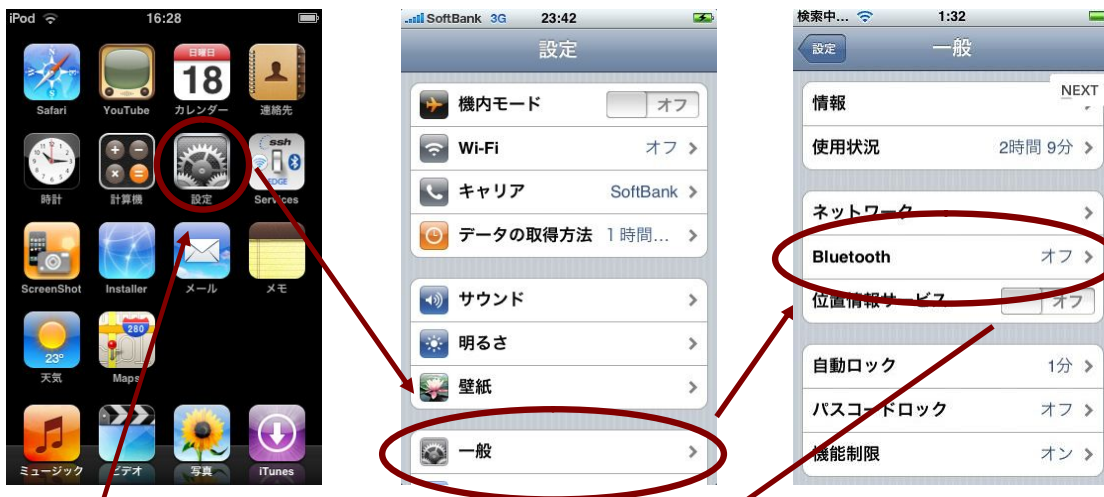 iPod 16:28
日曜日
18
Safari YouTube カレンダー 連絡先
ssh
EDGE
時計 計算機 設定 Services
ScreenShot Installer メール メモ
280
23°
天気 Maps
ミュージック ビデオ 写真 iTunes
SoftBank 3G 23:42
設定
機内モード オフ
Wi-Fi オフ
キャリア SoftBank
データの取得方法 1時間...
サウンド
明るさ
壁紙
一般
検索中... 1:32
設定 一般
NEXT
情報
使用状況 2時間 9分
ネットワーク
Bluetooth オフ
位置情報サービス オフ
自動ロック 1分
パスコードロック オフ
機能制限 オン